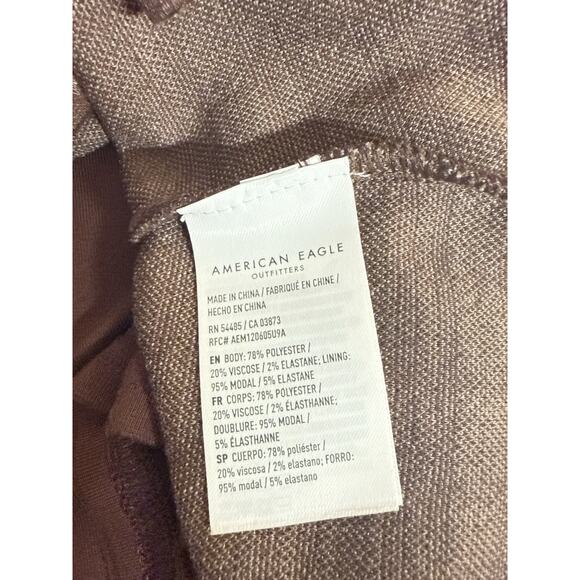 AMERICAN EAGLE
OUTFITTERS
MADE IN CHINA / FABRIQUÉ EN CHINE /
HECHO EN CHINA
RN 54485 / CA 03873
RFC# AEM120605U9A
EN BODY: 78% POLYESTER /
20% VISCOSE / 2% ELASTANE; LINING:
95% MODAL / 5% ELASTANE
FR CORPS: 78% POLYESTER /
20% VISCOSE / 2% ÉLASTHANNE;
DOUBLURE: 95% MODAL /
5% ÉLASTHANNE
SP CUERPO: 78% poliéster /
20% viscosa / 2% elastano; FORRO:
95% modal / 5% elastano